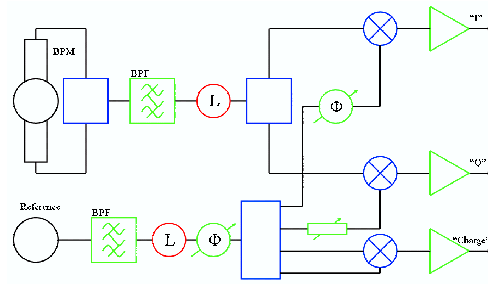 "I"
BPM
BPF
L
Φ
"Q"
Reference
BPF
L
Φ
"Charge"